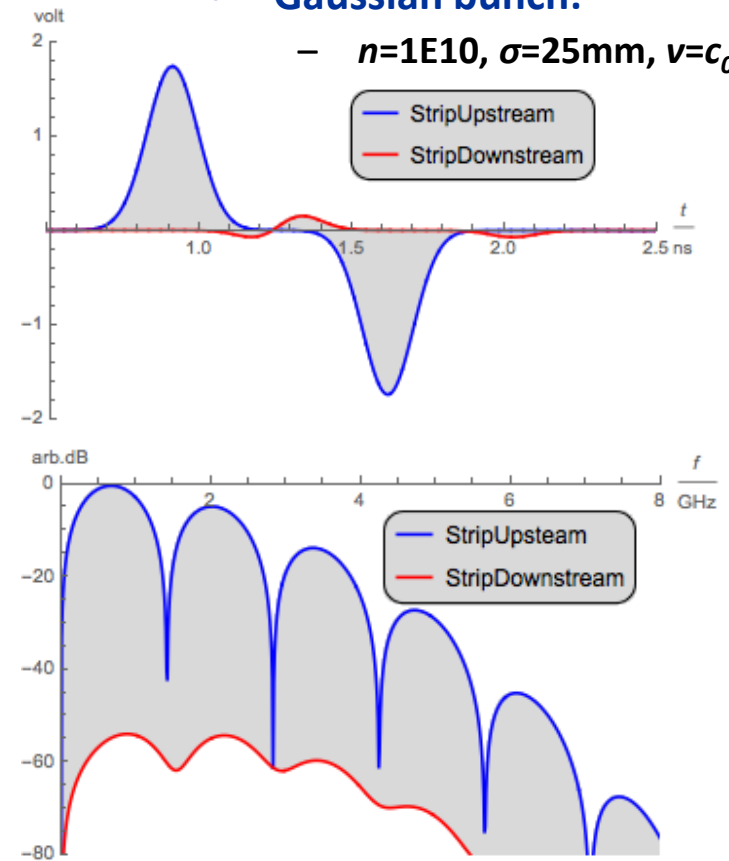 Gaussian bunch:
– n=1E10, σ=25mm, v=c0
volt
2
1
-1
-2
StripUpstream
StripDownstream
1.0
1.5
2.0
2.5 ns
t
arb.dB
0
-20
-40
-60
-80
2
4
6
8
f
GHz
StripUpsteam
StripDownstream